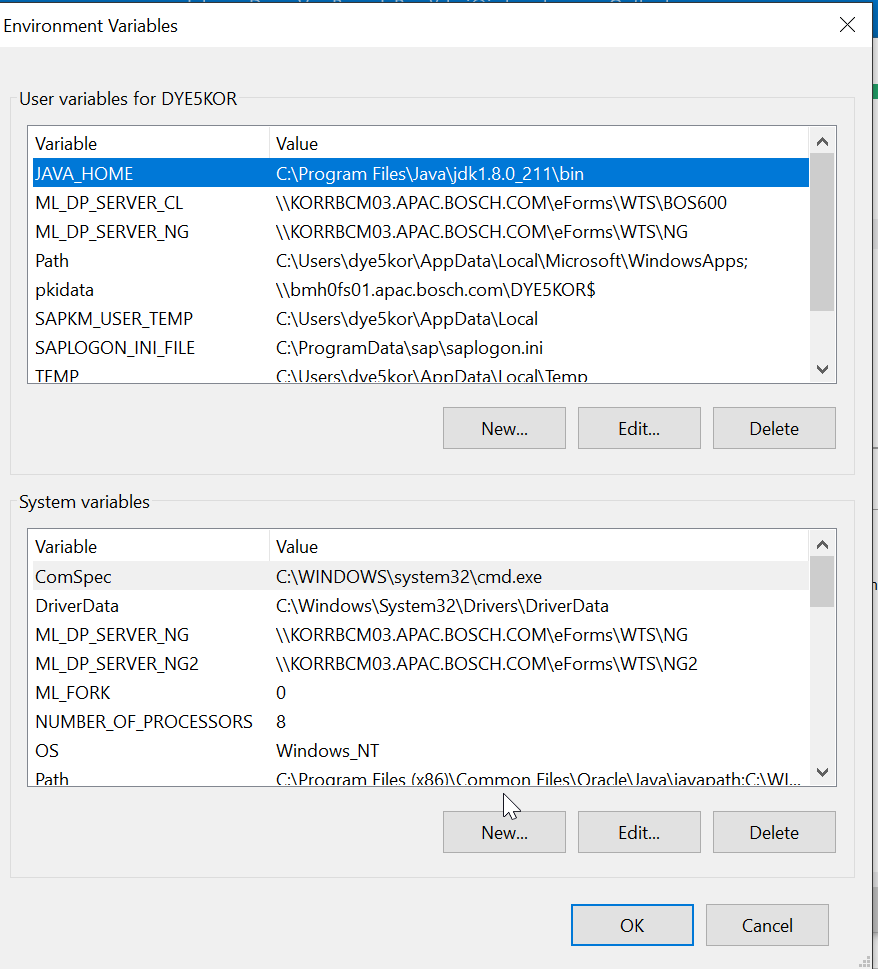 Environment Variables
User variables for DYE5KOR
Variable Value
JAVA_HOME C:\Program Files\Java\jdk1.8.0_211\bin
ML_DP_SERVER_CL \\KORRBCM03.APAC.BOSCH.COM\eForms\WTS\BOS600
ML_DP_SERVER_NG \\KORRBCM03.APAC.BOSCH.COM\eForms\WTS\NG
Path C:\Users\dye5kor\AppData\Local\Microsoft\WindowsApps;
pkidata \\bmh0fs01.apac.bosch.com\DYE5KOR$
SAPKM_USER_TEMP C:\Users\dye5kor\AppData\Local
SAPLOGON_INI_FILE C:\ProgramData\sap\saplogon.ini
TEMP C:\Users\dye5kor\AppData\Local\Temp
New... Edit... Delete
System variables
Variable Value
ComSpec C:\WINDOWS\system32\cmd.exe
DriverData C:\Windows\System32\Drivers\DriverData
ML_DP_SERVER_NG \\KORRBCM03.APAC.BOSCH.COM\eForms\WTS\NG
ML_DP_SERVER_NG2 \\KORRBCM03.APAC.BOSCH.COM\eForms\WTS\NG2
ML_FORK 0
NUMBER_OF_PROCESSORS 8
OS Windows_NT
Path C:\Program Files (x86)\Common Files\Oracle\Java\javapath;C:\WI...
New... Edit... Delete
OK Cancel